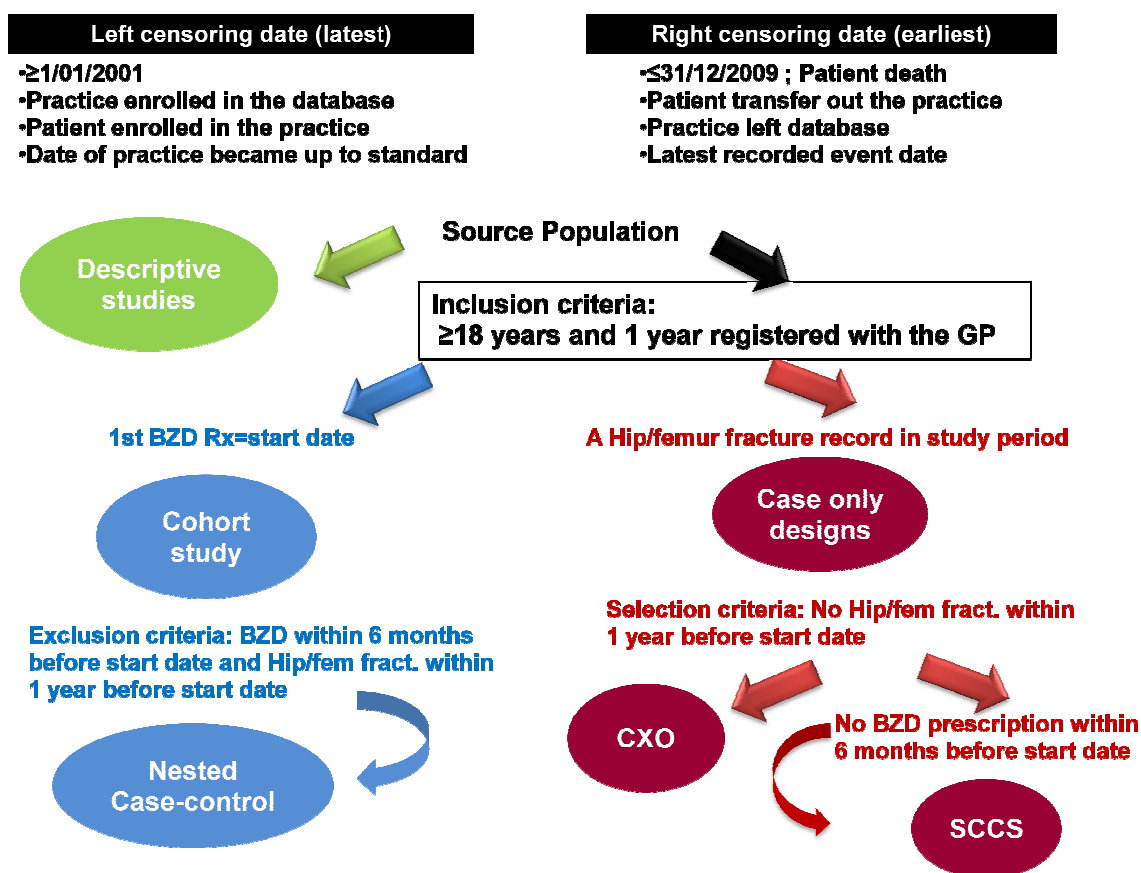 Left censoring date (latest)
•≥1/01/2001
•Practice enrolled in the database
•Patient enrolled in the practice
•Date of practice became up to standard
Right censoring date (earliest)
•≤31/12/2009 ; Patient death
•Patient transfer out the practice
•Practice left database
•Latest recorded event date
Source Population
Descriptive
studies
Inclusion criteria:
≥18 years and 1 year registered with the GP
1st BZD Rx=start date
Cohort
study
Exclusion criteria: BZD within 6 months
before start date and Hip/fem fract. within
1 year before start date
Nested
Case-control
A Hip/femur fracture record in study period
Case only
designs
Selection criteria: No Hip/fem fract. within
1 year before start date
CXO
No BZD prescription within
6 months before start date
SCCS